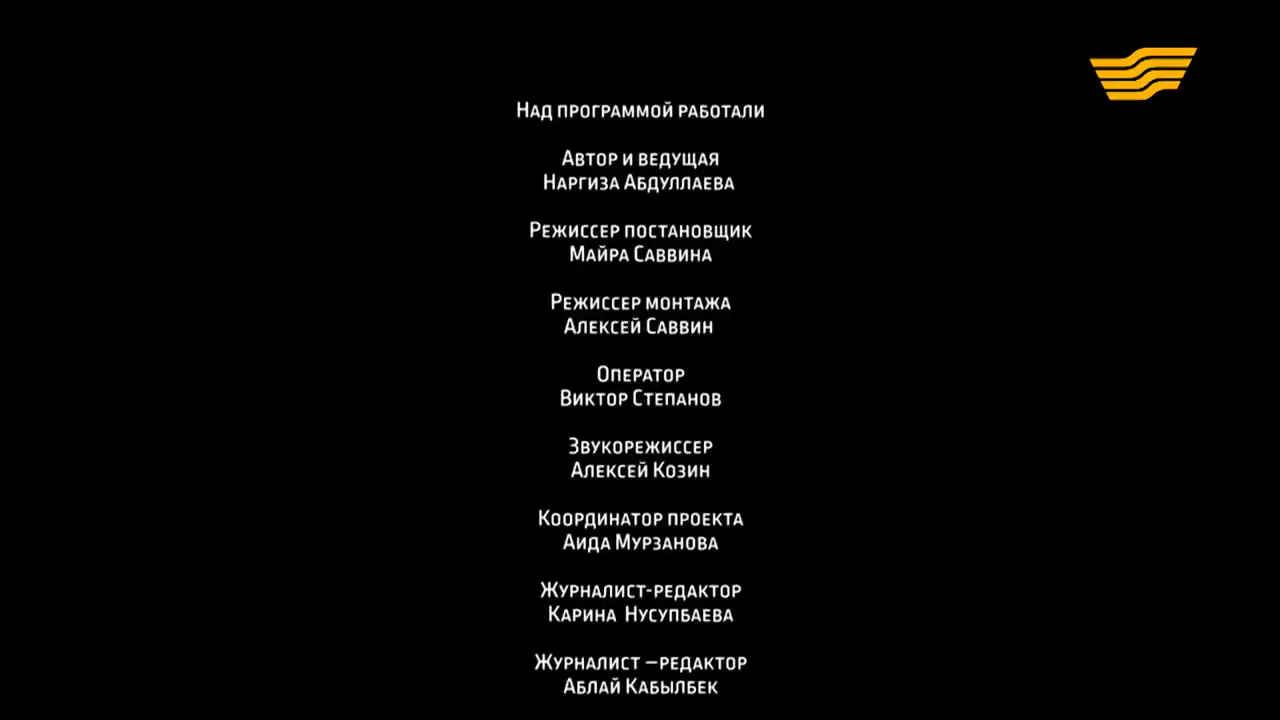 Над программой работали
Автор и ведущая
Наргиза Абдуллаева
Режиссер постановщик
Майра Саввина
Режиссер монтажа
Алексей Саввин
Оператор
Виктор Степанов
Звукорежиссер
Алексей Козин
Координатор проекта
Аида Мурзанова
Журналист-редактор
Карина Нусупбаева
Журналист –редактор
Аблай Кабылбек